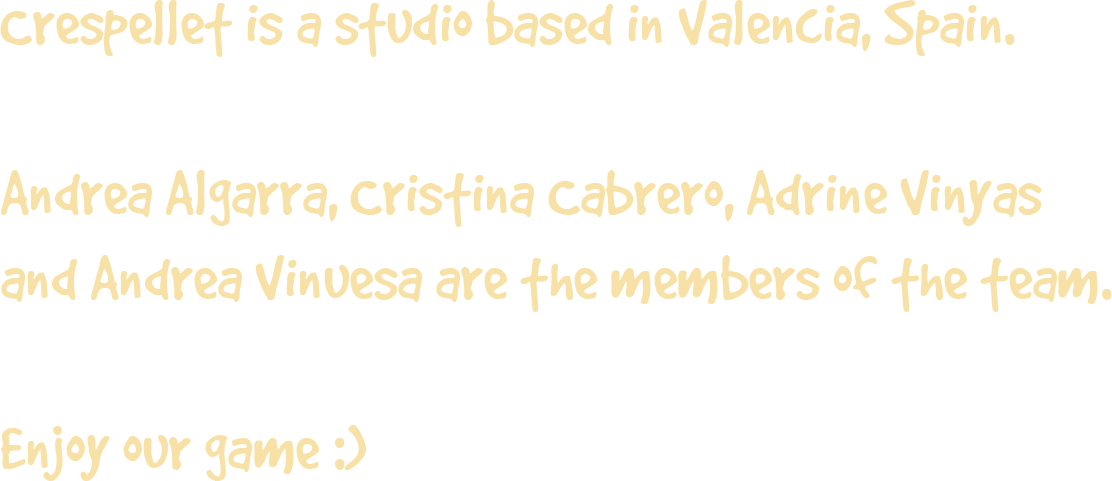 Crespellet is a studio based in Valencia, Spain.
Andrea Algarra, Cristina Cabrero, Adrine Vinyas
and Andrea Vinuesa are the members of the team.
Enjoy our game :)